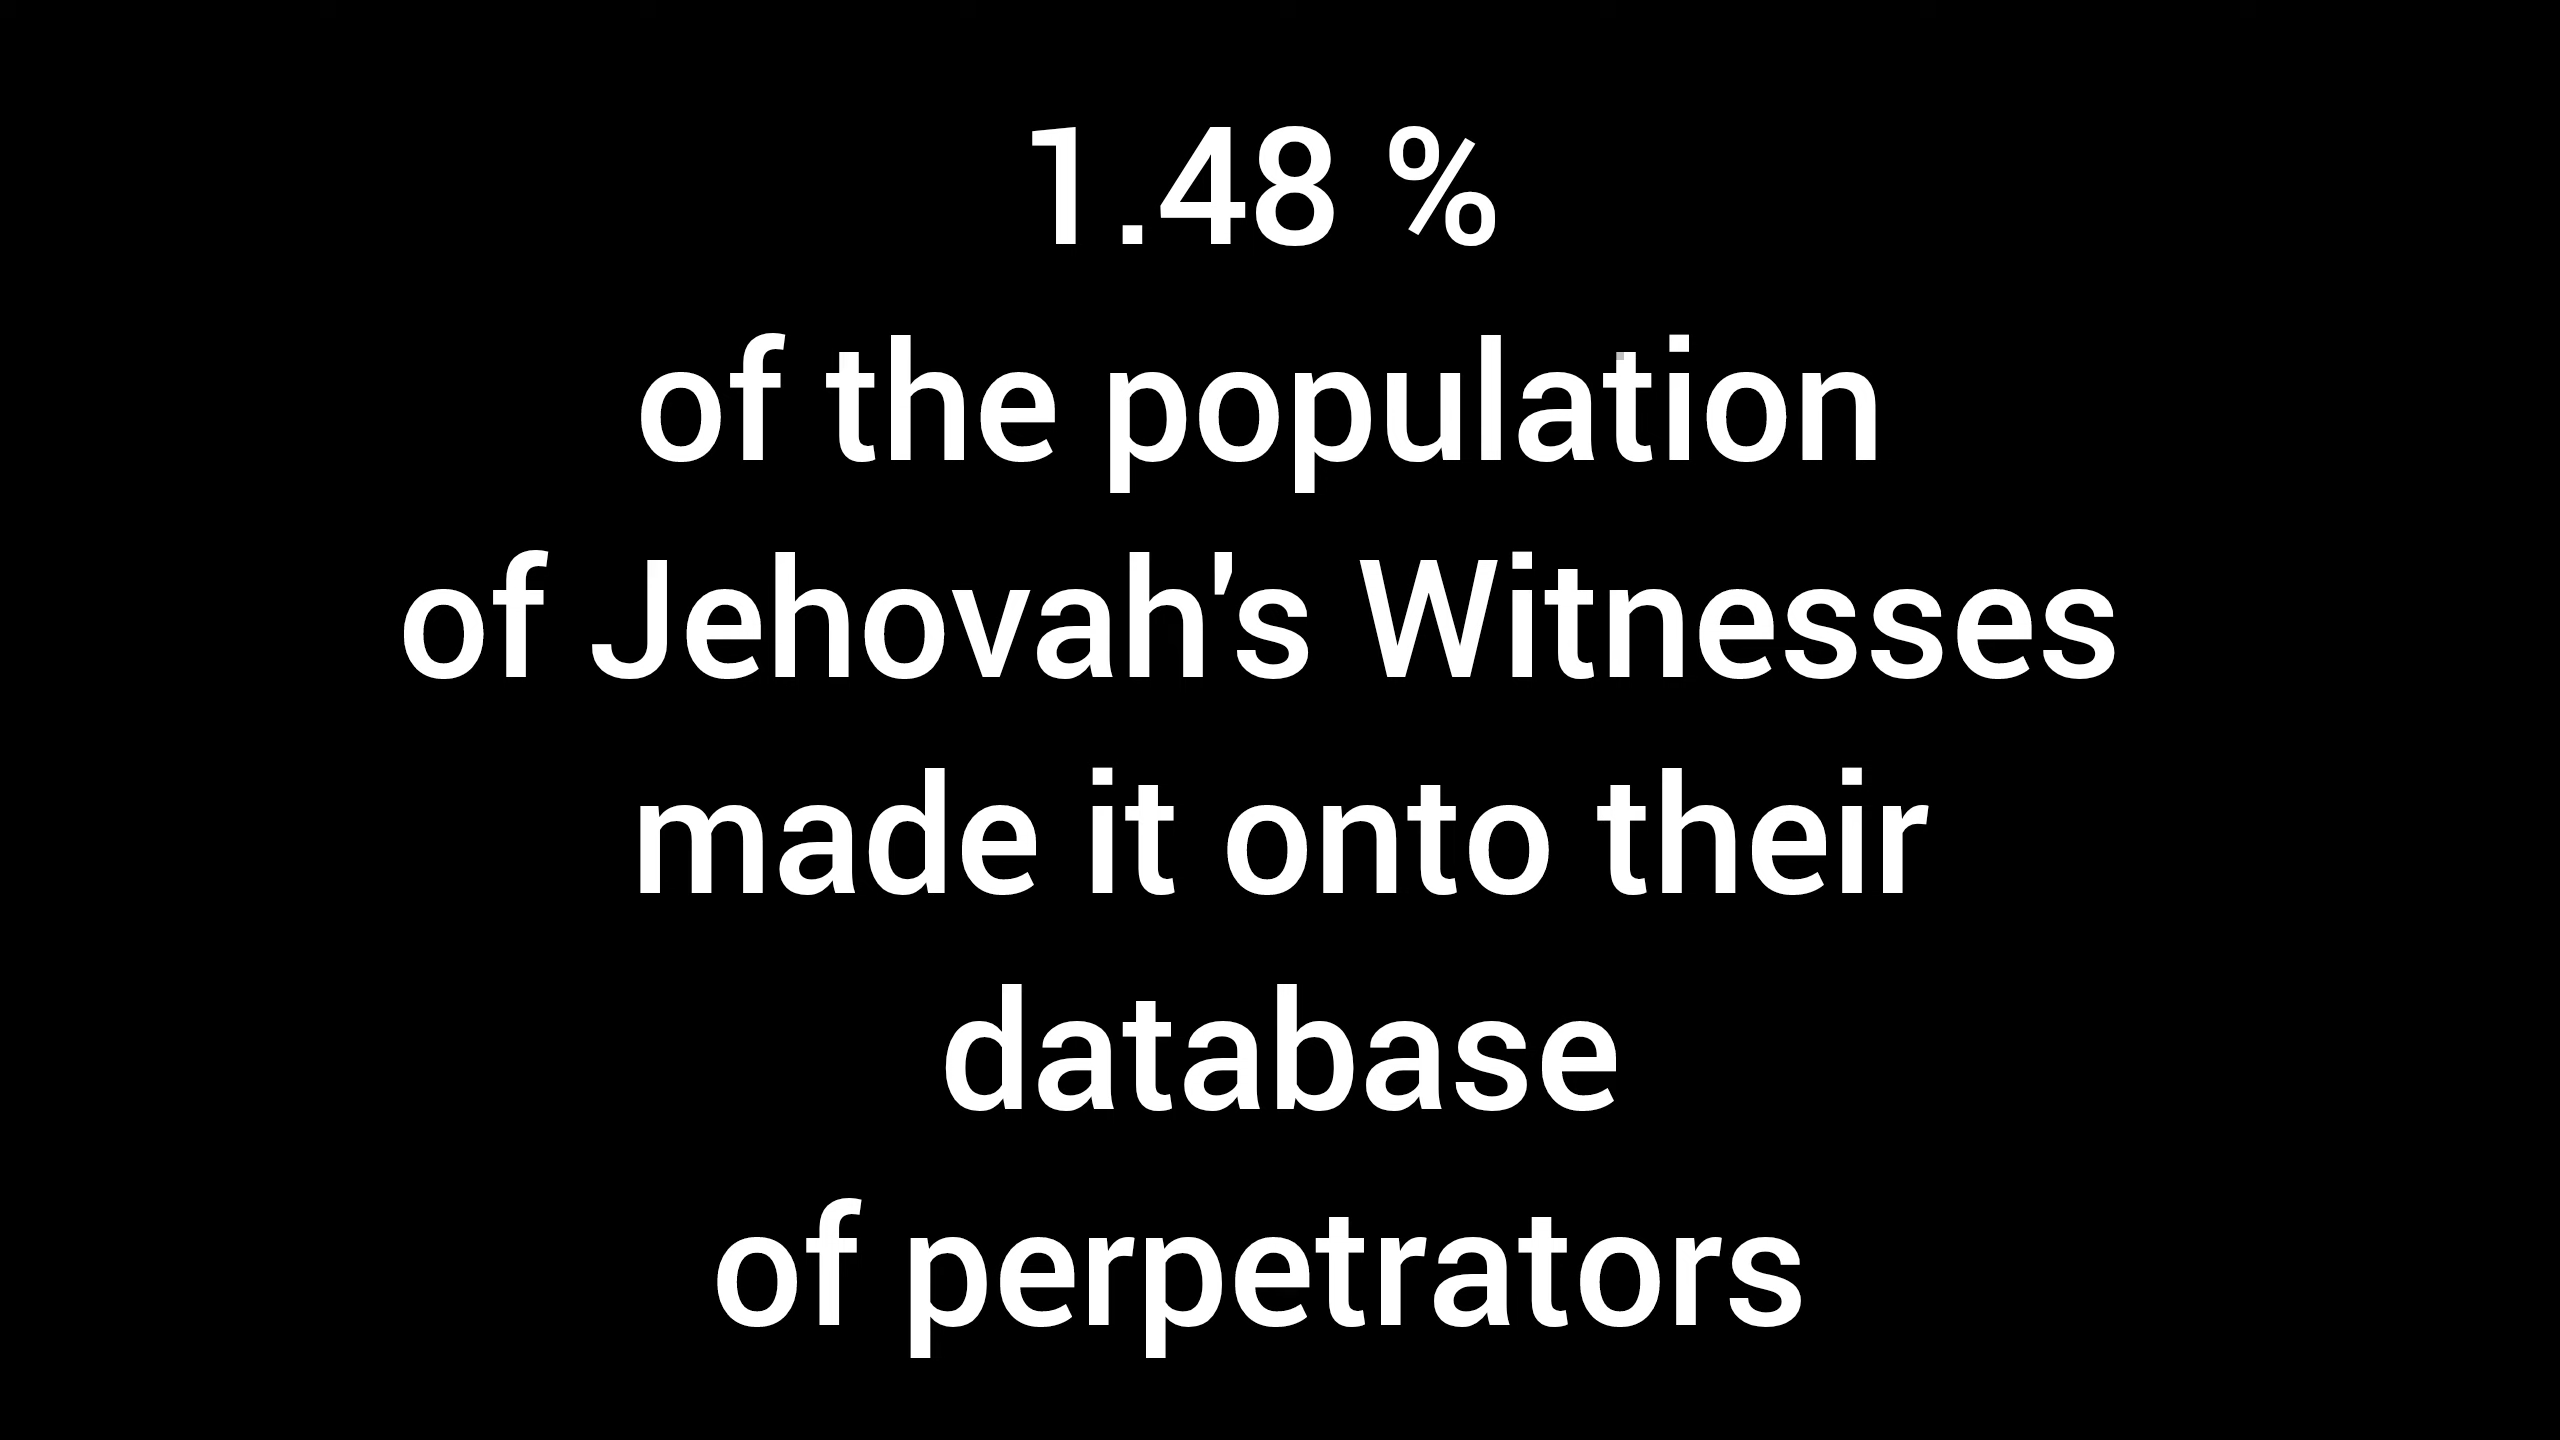 1.48 %
of the population
of Jehovah's Witnesses
made it onto their
database
of perpetrators